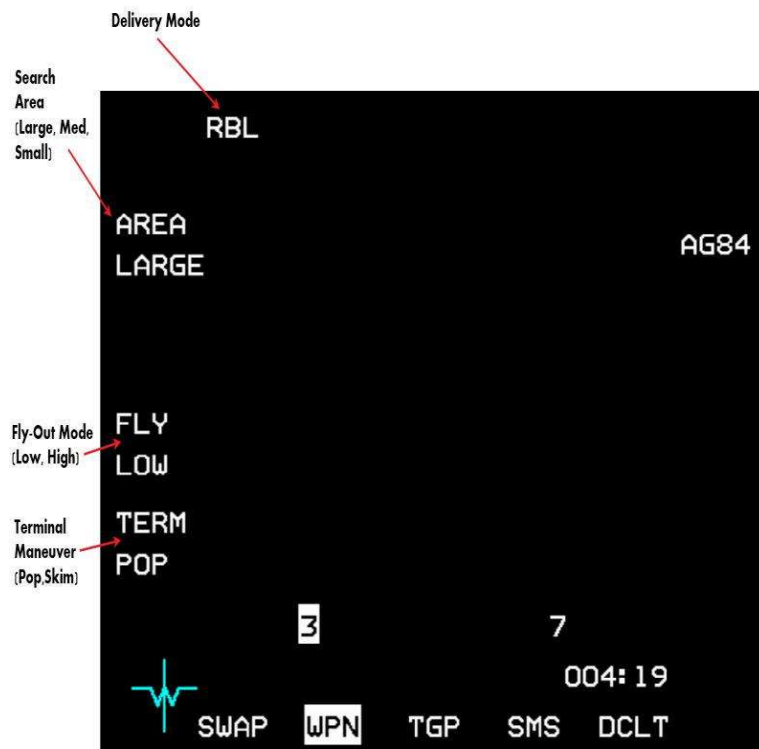 Delivery Mode
Search
Area
(Large, Med,
Small)
RBL
AREA
LARGE
AG84
Fly-Out Mode
(Low, High)
FLY
LOW
Terminal
Maneuver
(Pop,Skim)
TERM
POP
3 7
004:19
SWAP WPN TGP SMS DCLT